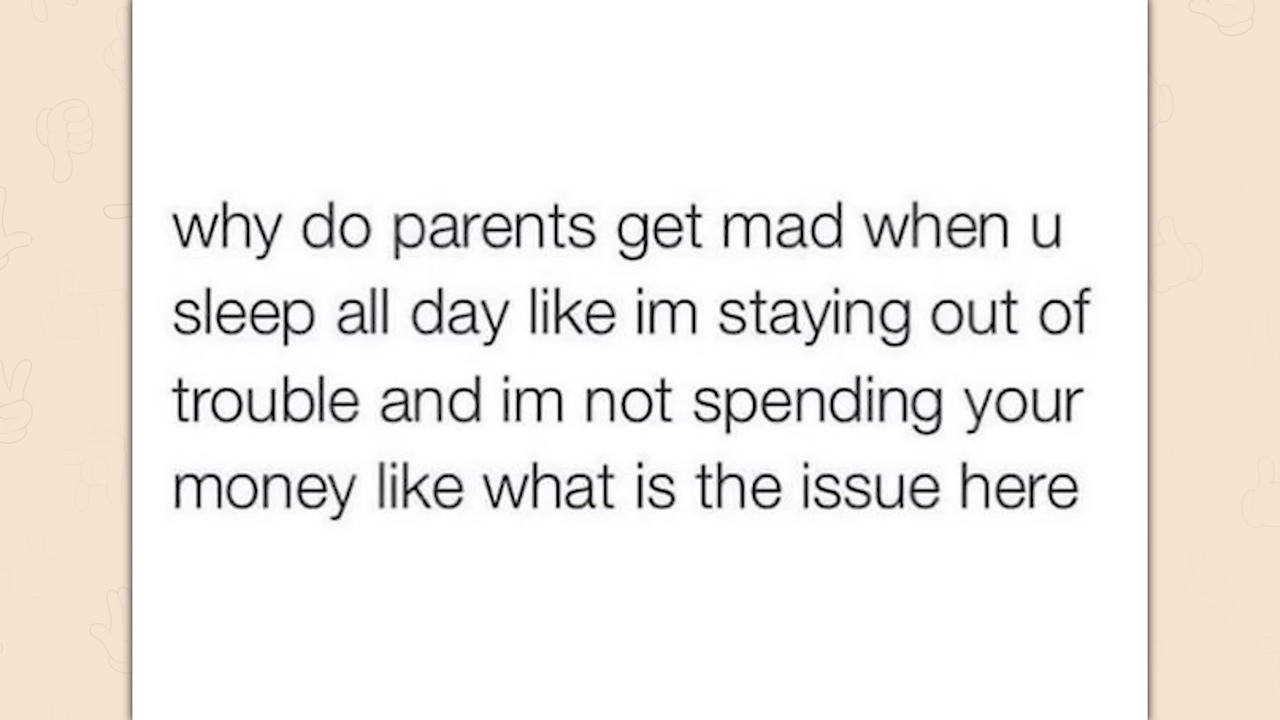 why do parents get mad when u
sleep all day like im staying out of
trouble and im not spending your
money like what is the issue here